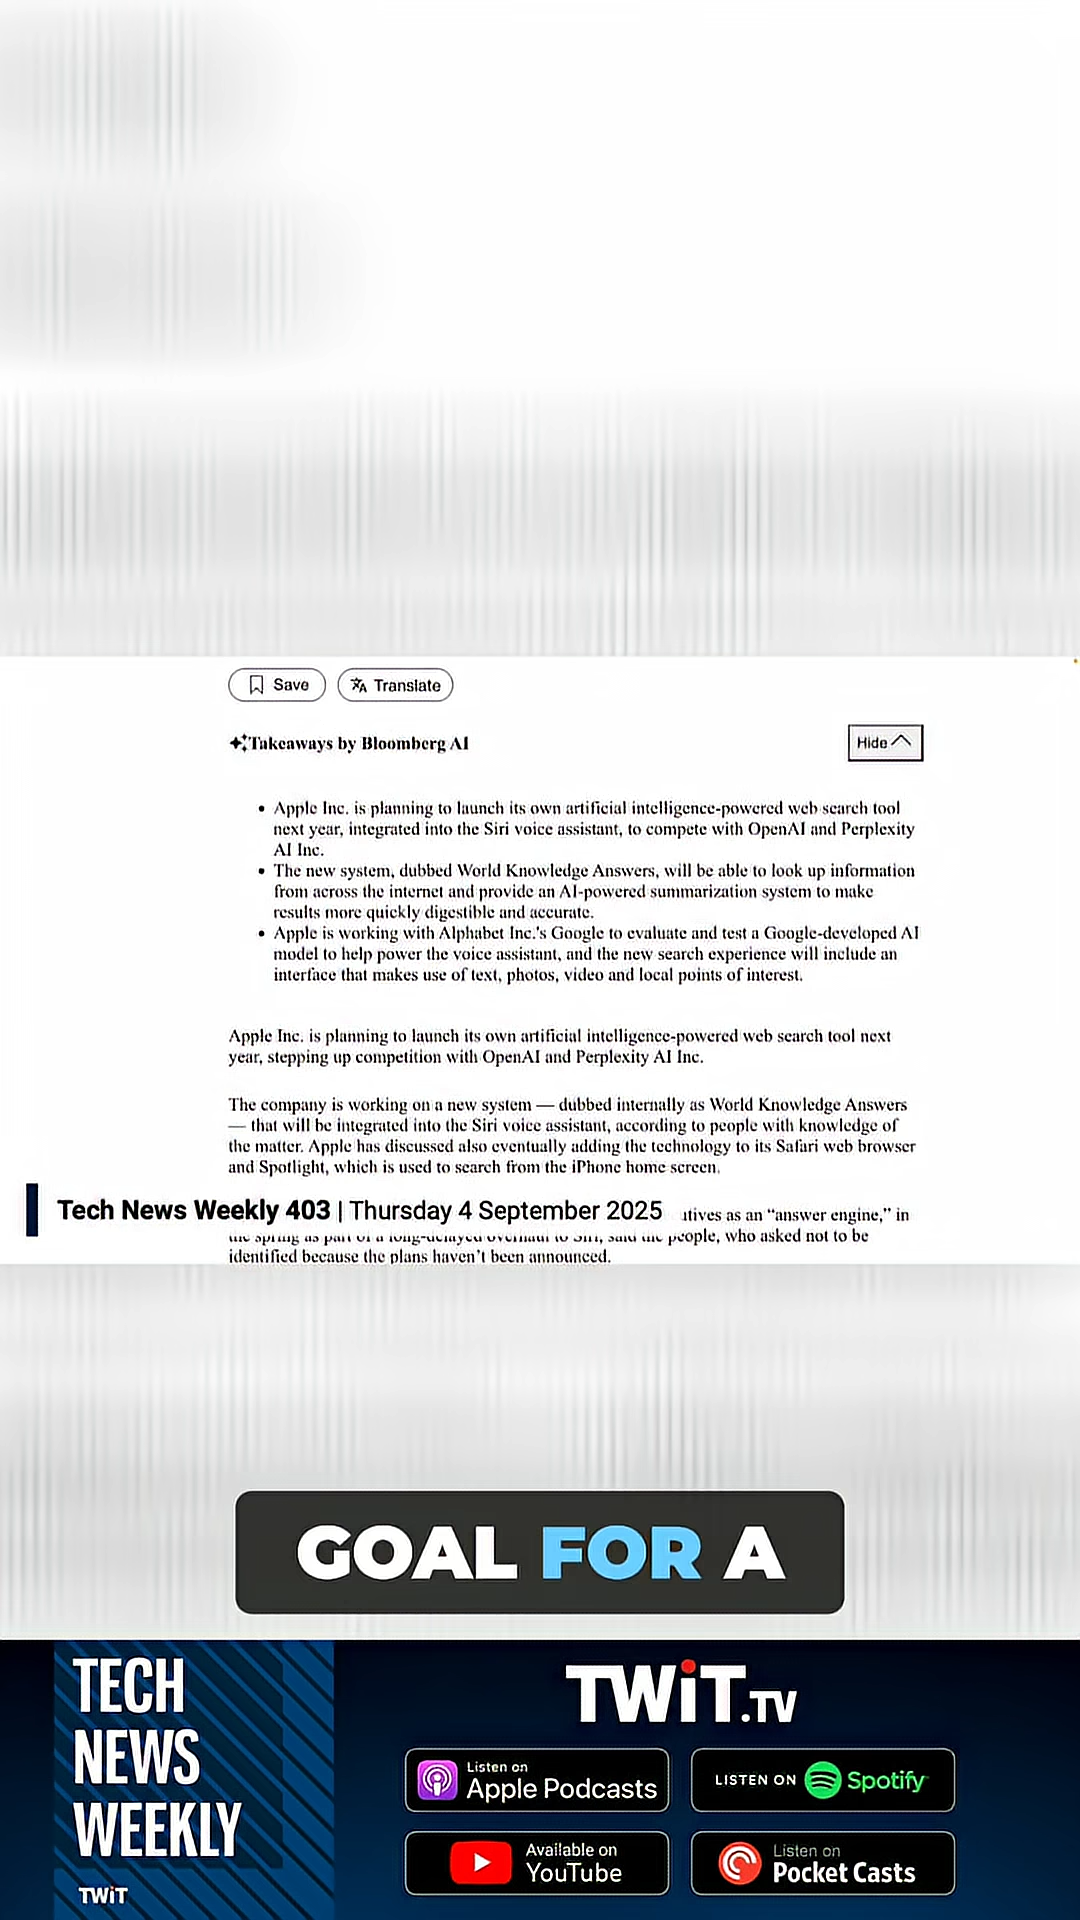 Save
Translate
Takeaways by Bloomberg AI
Hide
• Apple Inc. is planning to launch its own artificial intelligence-powered web search tool
next year, integrated into the Siri voice assistant, to compete with OpenAI and Perplexity
AI Inc.
• The new system, dubbed World Knowledge Answers, will be able to look up information
from across the internet and provide an AI-powered summarization system to make
results more quickly digestible and accurate.
• Apple is working with Alphabet Inc.'s Google to evaluate and test a Google-developed AI
model to help power the voice assistant, and the new search experience will include an
interface that makes use of text, photos, video and local points of interest.
Apple Inc. is planning to launch its own artificial intelligence-powered web search tool next
year, stepping up competition with OpenAI and Perplexity AI Inc.
The company is working on a new system — dubbed internally as World Knowledge Answers
— that will be integrated into the Siri voice assistant, according to people with knowledge of
the matter. Apple has discussed also eventually adding the technology to its Safari web browser
and Spotlight, which is used to search from the iPhone home screen.
Tech News Weekly 403 | Thursday 4 September 2025
as an “answer engine,” in
the spring as part of a long-delayed overhaul to Siri, said the people, who asked not to be
identified because the plans haven’t been announced.
GOAL FOR A
TECH
NEWS
WEEKLY
TWiT
TWiT.TV
Listen on
Apple Podcasts
LISTEN ON Spotify
Available on
YouTube
Listen on
Pocket Casts